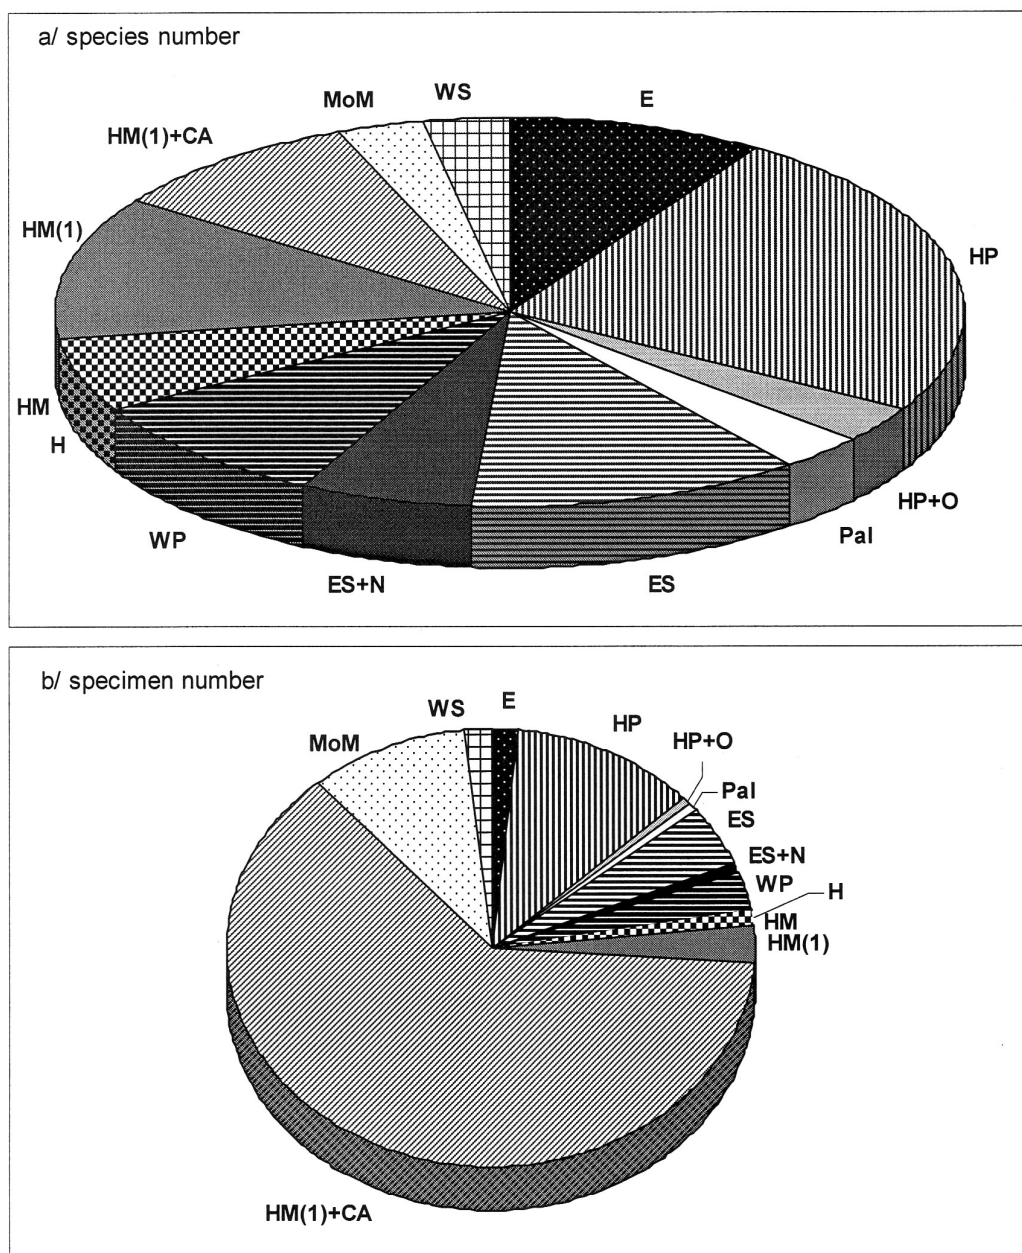 a/ species number
MoM
WS
E
HM(1)+CA
HM(1)
HP
HM
H
HP+O
WP
Pal
ES+N
ES
b/ specimen number
WS
E
HP
MoM
HP+O
Pal
ES
ES+N
WP
H
HM
HM(1)
HM(1)+CA